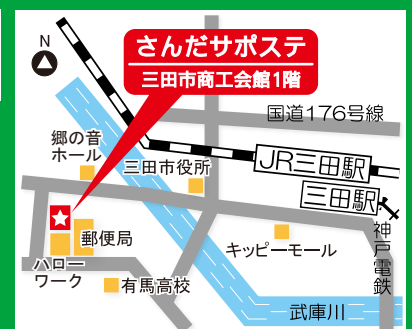 N
さんだサポステ
三田市商工会館1階
国道176号線
郷の音
ホール
三田市役所
JR三田駅
三田駅
神戸電鉄
郵便局
キッピーモール
ハロー
ワーク
有馬高校
武庫川